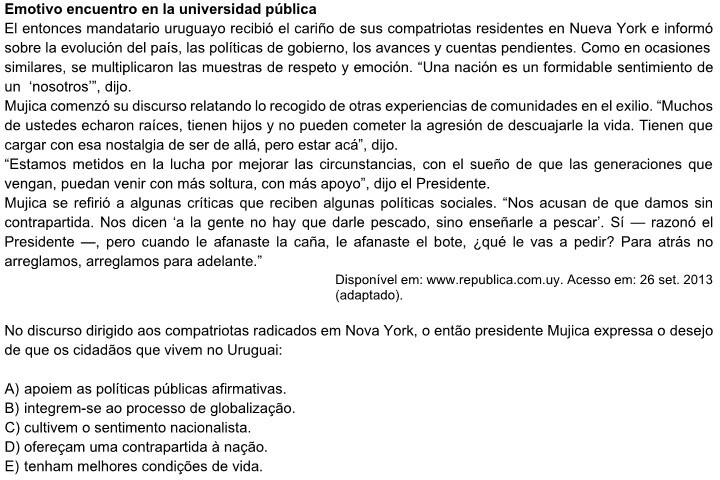 Emotivo encuentro en la universidad pública
El entonces mandatario uruguayo recibió el cariño de sus compatriotas residentes en Nueva York e informó
sobre la evolución del país, las políticas de gobierno, los avances y cuentas pendientes. Como en ocasiones
similares, se multiplicaron las muestras de respeto y emoción. “Una nación es un formidable sentimiento de
un ‘nosotros’”, dijo.
Mujica comenzó su discurso relatando lo recogido de otras experiencias de comunidades en el exilio. “Muchos
de ustedes echaron raíces, tienen hijos y no pueden cometer la agresión de descuajarle la vida. Tienen que
cargar con esa nostalgia de ser de allá, pero estar acá”, dijo.
“Estamos metidos en la lucha por mejorar las circunstancias, con el sueño de que las generaciones que
vengan, puedan venir con más soltura, con más apoyo”, dijo el Presidente.
Mujica se refirió a algunas críticas que reciben algunas políticas sociales. “Nos acusan de que damos sin
contrapartida. Nos dicen ‘a la gente no hay que darle pescado, sino enseñarle a pescar’. Sí — razonó el
Presidente —, pero cuando le afanaste la caña, le afanaste el bote, ¿qué le vas a pedir? Para atrás no
arreglamos, arreglamos para adelante.”
Disponível em: www.republica.com.uy. Acesso em: 26 set. 2013
(adaptado).
No discurso dirigido aos compatriotas radicados em Nova York, o então presidente Mujica expressa o desejo
de que os cidadãos que vivem no Uruguai:
A) apoiem as políticas públicas afirmativas.
B) integrem-se ao processo de globalização.
C) cultivem o sentimento nacionalista.
D) ofereçam uma contrapartida à nação.
E) tenham melhores condições de vida.